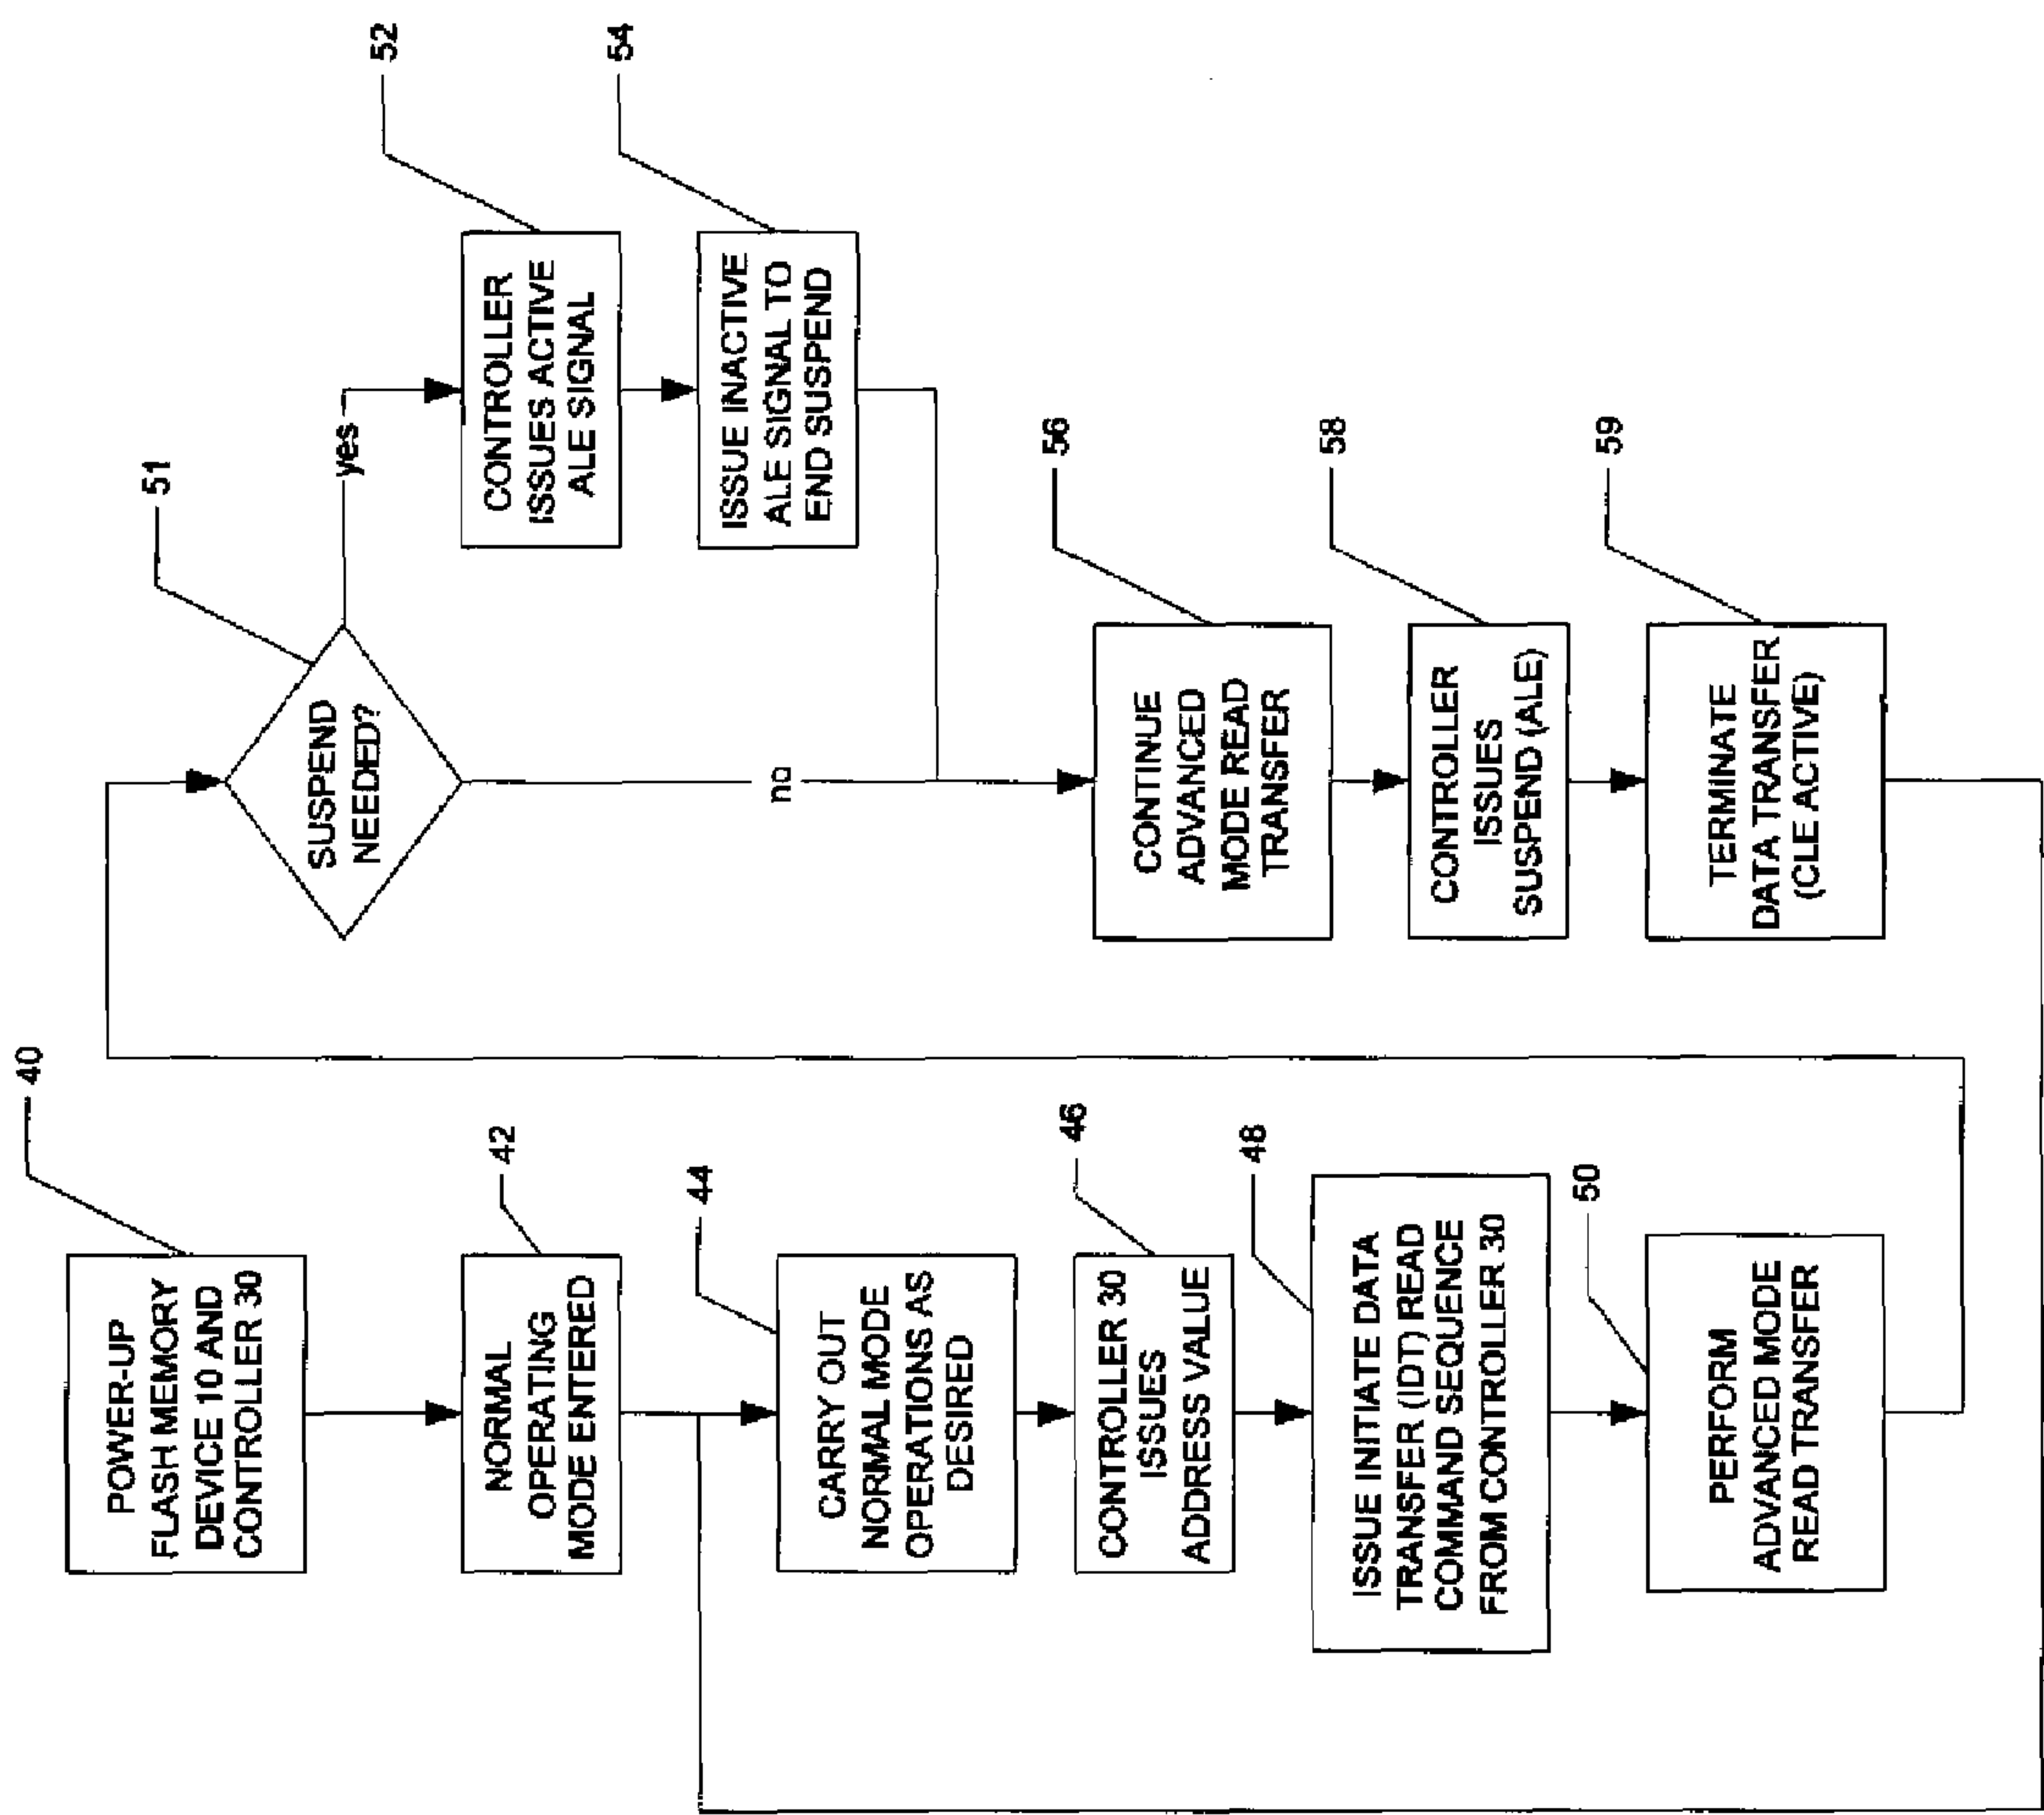 40
POWER-UP
FLASH MEMORY
DEVICE 10 AND
CONTROLLER 30
42
NORMAL
OPERATING
MODE ENTERED
44
CARRY OUT
NORMAL MODE
OPERATIONS AS
DESIRED
46
CONTROLLER 30
ISSUES
ADDRESS VALUE
48
ISSUE INITIATE DATA
TRANSFER (IDT) READ
COMMAND SEQUENCE
FROM CONTROLLER 30
50
PERFORM
ADVANCED MODE
READ TRANSFER
51
SUSPEND
NEEDED?
yes
no
52
CONTROLLER
ISSUES ACTIVE
ALE SIGNAL
54
ISSUE INACTIVE
ALE SIGNAL TO
END SUSPEND
56
CONTINUE
ADVANCED
MODE READ
TRANSFER
58
CONTROLLER
ISSUES
SUSPEND (ALE)
59
TERMINATE
DATA TRANSFER
(CLE ACTIVE)